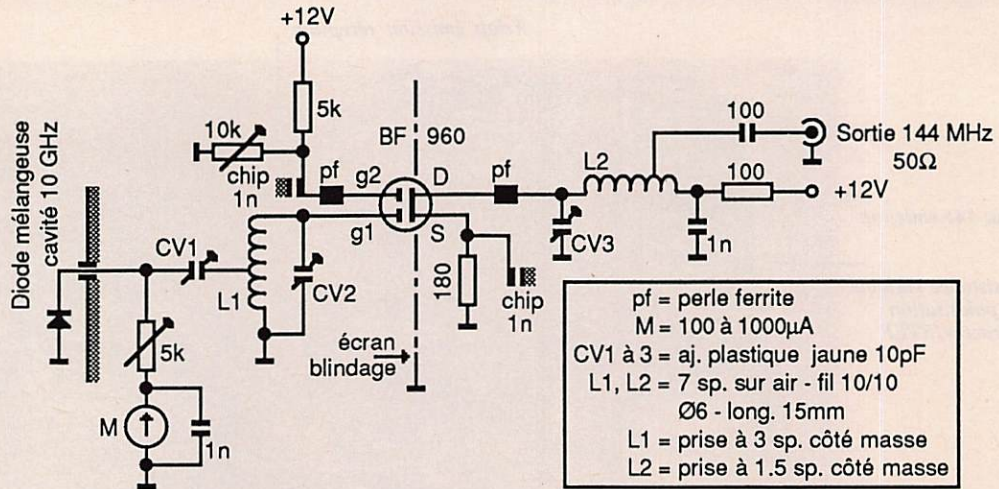 +12V
5k
10k
chip
1n
pf
g2
g1
BF 960
D
S
pf
L2
100
Sortie 144 MHz
50Ω
100
+12V
1n
CV3
180
chip
1n
Diode mélangeuse
cavité 10 GHz
CV1
L1
CV2
5k
M
1n
écran
blindage
pf = perle ferrite
M = 100 à 1000µA
CV1 à 3 = aj. plastique jaune 10pF
L1, L2 = 7 sp. sur air - fil 10/10
Ø6 - long. 15mm
L1 = prise à 3 sp. côté masse
L2 = prise à 1.5 sp. côté masse